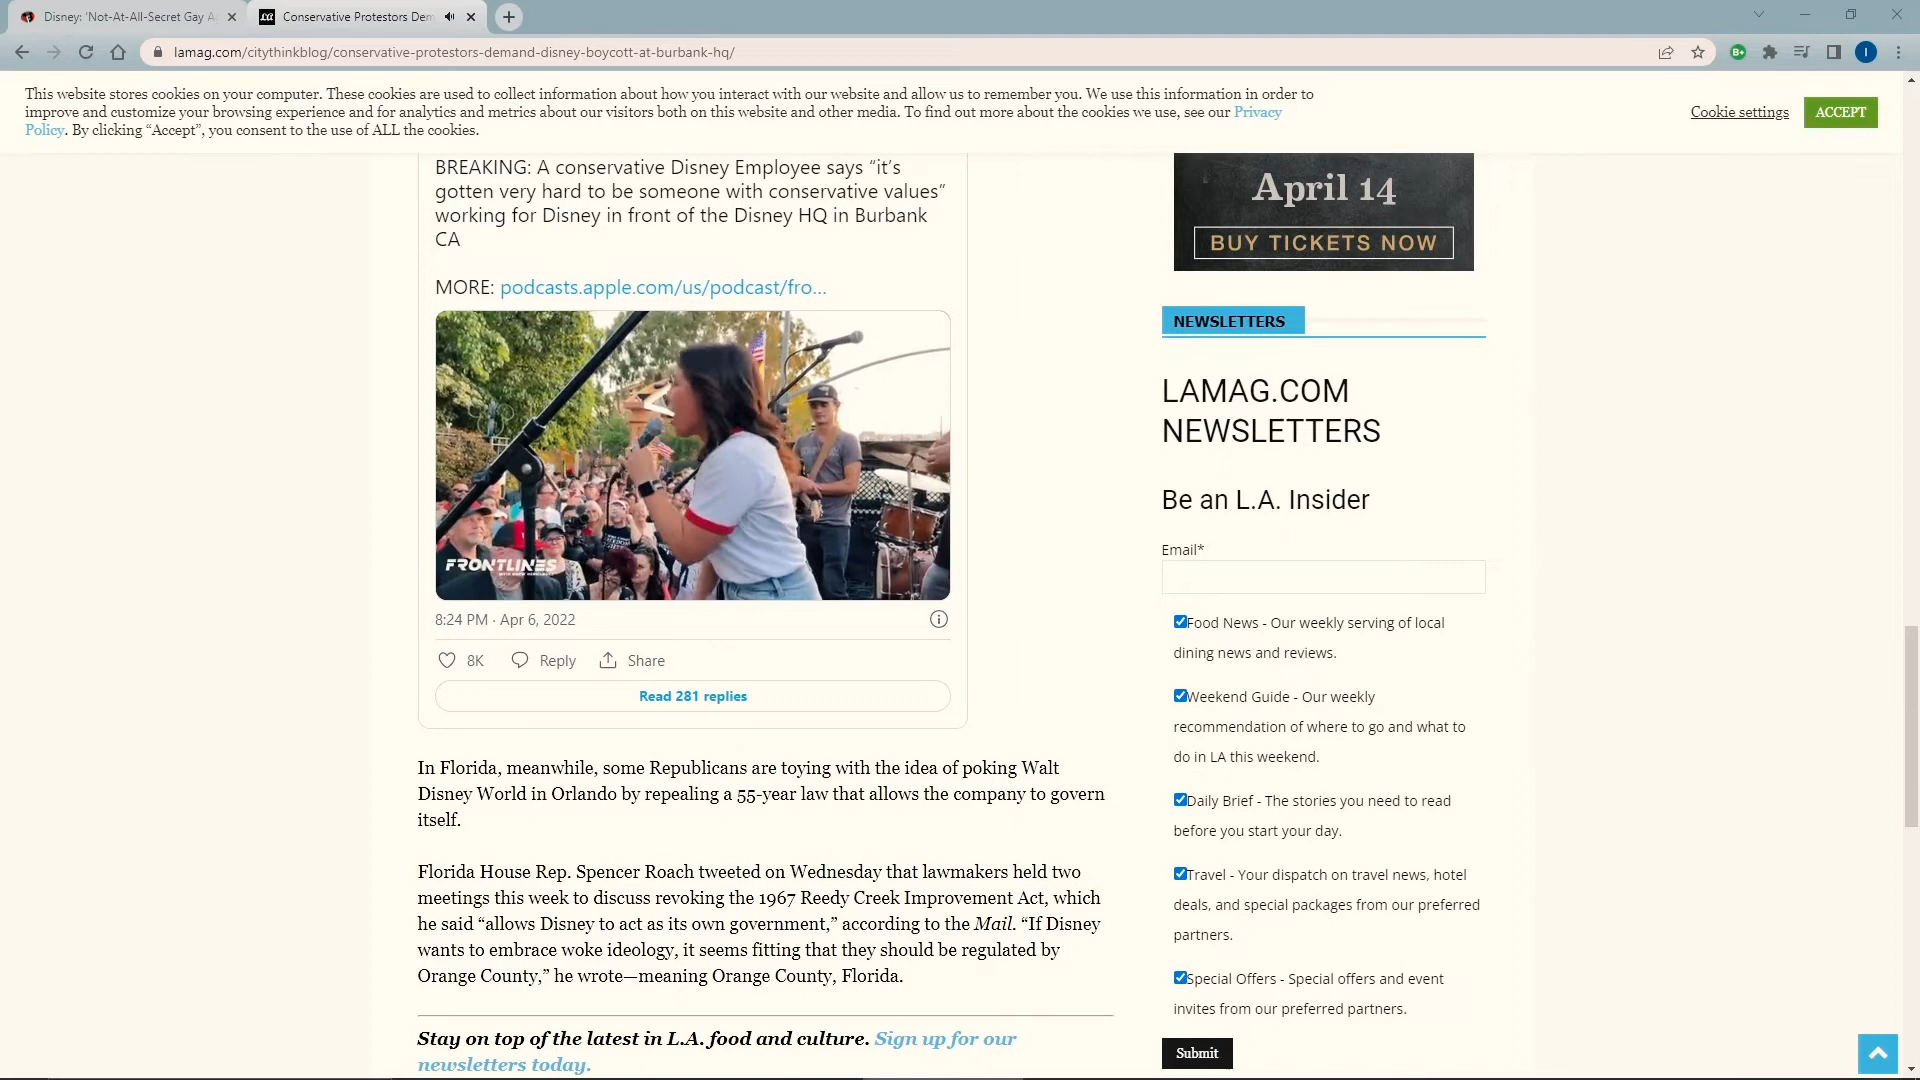 Disney: 'Not-At-All-Secret Gay A
Conservative Protestors Dem
lamag.com/citythinkblog/conservative-protestors-demand-disney-boycott-at-burbank-hq/
This website stores cookies on your computer. These cookies are used to collect information about how you interact with our website and allow us to remember you. We use this information in order to
improve and customize your browsing experience and for analytics and metrics about our visitors both on this website and other media. To find out more about the cookies we use, see our Privacy
Policy. By clicking “Accept”, you consent to the use of ALL the cookies.
Cookie settings
ACCEPT
BREAKING: A conservative Disney Employee says “it’s
gotten very hard to be someone with conservative values”
working for Disney in front of the Disney HQ in Burbank
CA
MORE: podcasts.apple.com/us/podcast/fro...
FRONTLINES
8:24 PM · Apr 6, 2022
8K
Reply
Share
Read 281 replies
In Florida, meanwhile, some Republicans are toying with the idea of poking Walt
Disney World in Orlando by repealing a 55-year law that allows the company to govern
itself.
Florida House Rep. Spencer Roach tweeted on Wednesday that lawmakers held two
meetings this week to discuss revoking the 1967 Reedy Creek Improvement Act, which
he said “allows Disney to act as its own government,” according to the Mail. “If Disney
wants to embrace woke ideology, it seems fitting that they should be regulated by
Orange County,” he wrote—meaning Orange County, Florida.
Stay on top of the latest in L.A. food and culture. Sign up for our
newsletters today.
April 14
BUY TICKETS NOW
NEWSLETTERS
LAMAG.COM
NEWSLETTERS
Be an L.A. Insider
Email*
Food News - Our weekly serving of local
dining news and reviews.
Weekend Guide - Our weekly
recommendation of where to go and what to
do in LA this weekend.
Daily Brief - The stories you need to read
before you start your day.
Travel - Your dispatch on travel news, hotel
deals, and special packages from our preferred
partners.
Special Offers - Special offers and event
invites from our preferred partners.
Submit